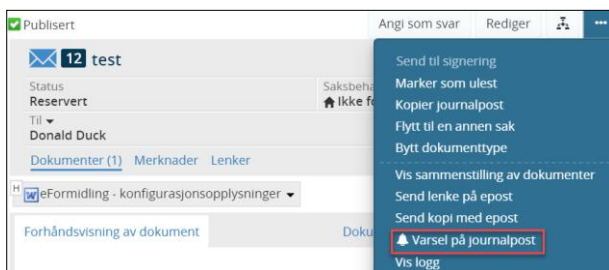 Publisert
Angi som svar Rediger
12 test
Status
Reservert
Saksbeha
Ikke f
Til
Donald Duck
Dokumenter (1) Merknader Lenker
H
W eFormidling - konfigurasjonsopplysninger
Forhåndsvisning av dokument
Doku
Send til signering
Marker som ulest
Kopier journalpost
Flytt til en annen sak
Bytt dokumenttype
Vis sammenstilling av dokumenter
Send lenke på epost
Send kopi med epost
Varsel på journalpost
Vis logg